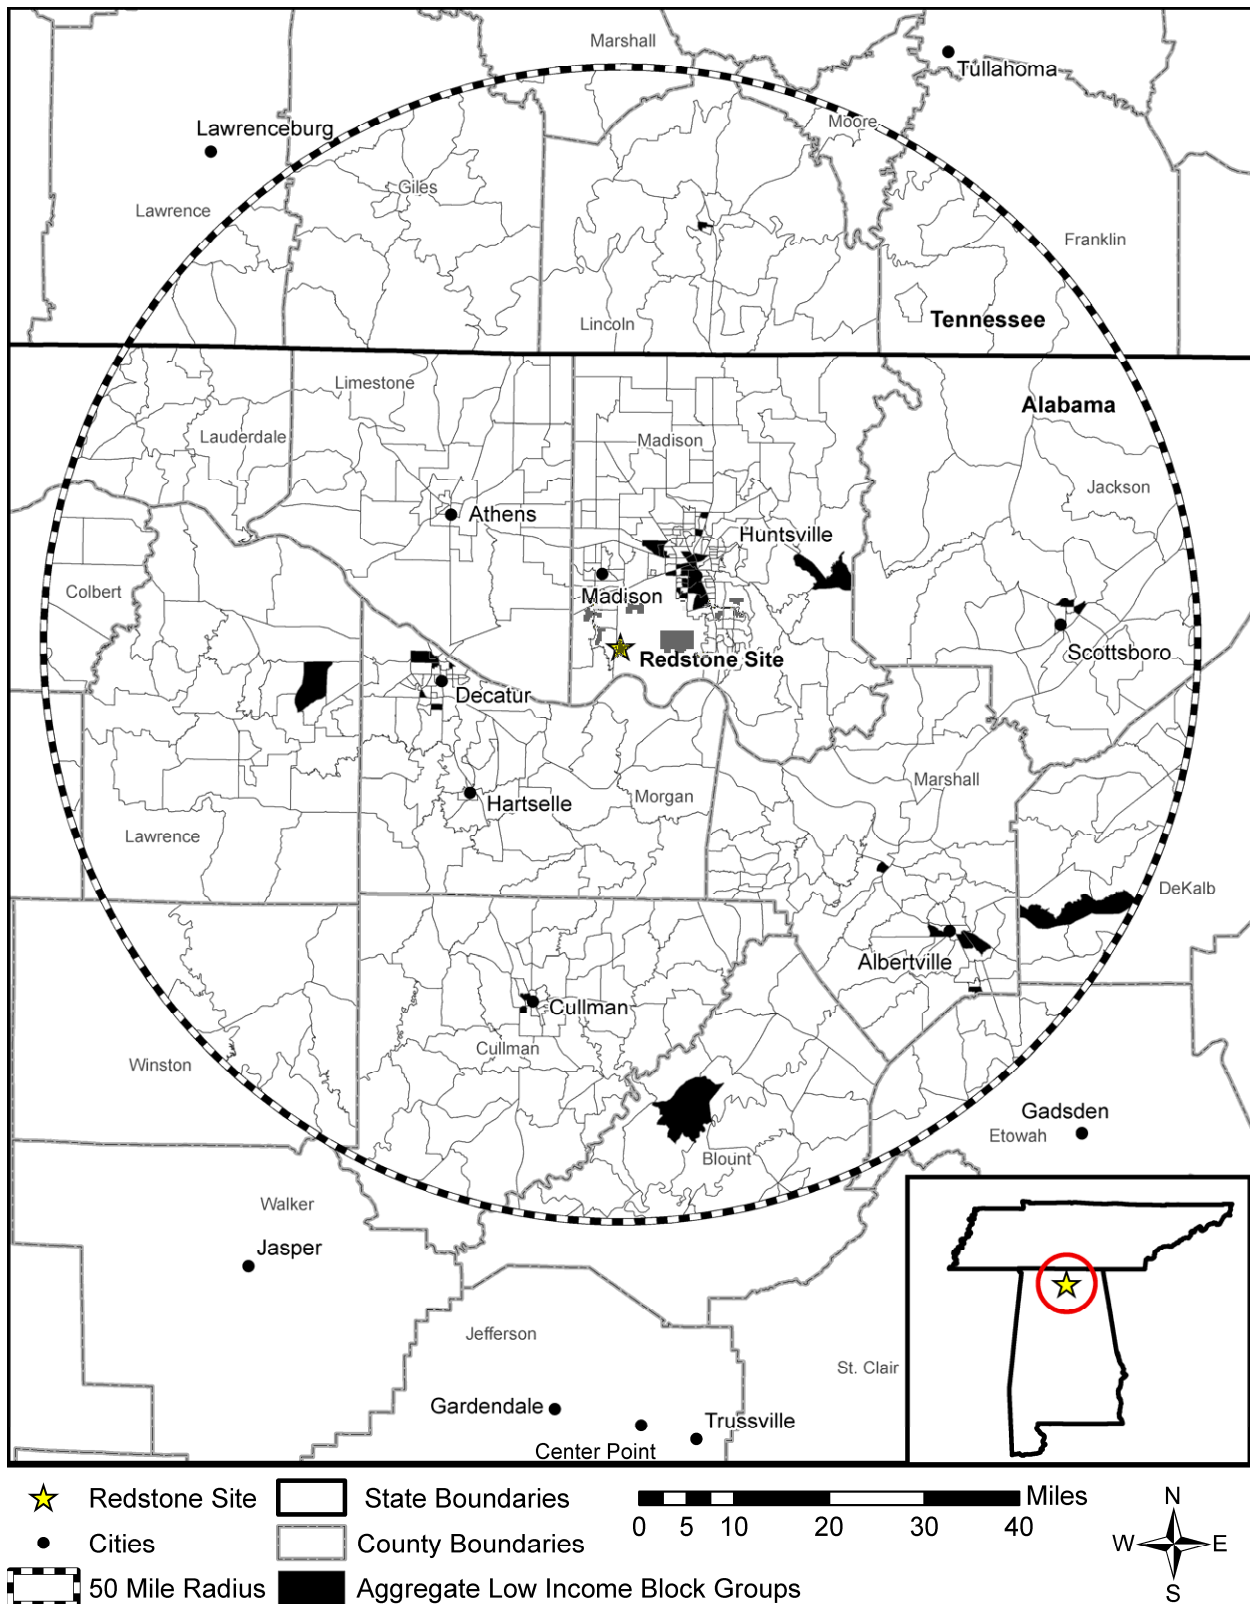 Marshall
Tullahoma
Moore
Lawrenceburg
Giles
Lawrence
Franklin
Lincoln
Tennessee
Limestone
Alabama
Lauderdale
Madison
Jackson
Athens
Huntsville
Colbert
Madison
Scottsboro
Redstone Site
Decatur
Marshall
Hartselle
Morgan
Lawrence
DeKalb
Albertville
Cullman
Cullman
Winston
Gadsden
Etowah
Blount
Walker
Jasper
Jefferson
St. Clair
Gardendale
Trussville
Center Point
Redstone Site
State Boundaries
Miles
0 5 10 20 30 40
Cities
County Boundaries
50 Mile Radius
Aggregate Low Income Block Groups
N
W E
S